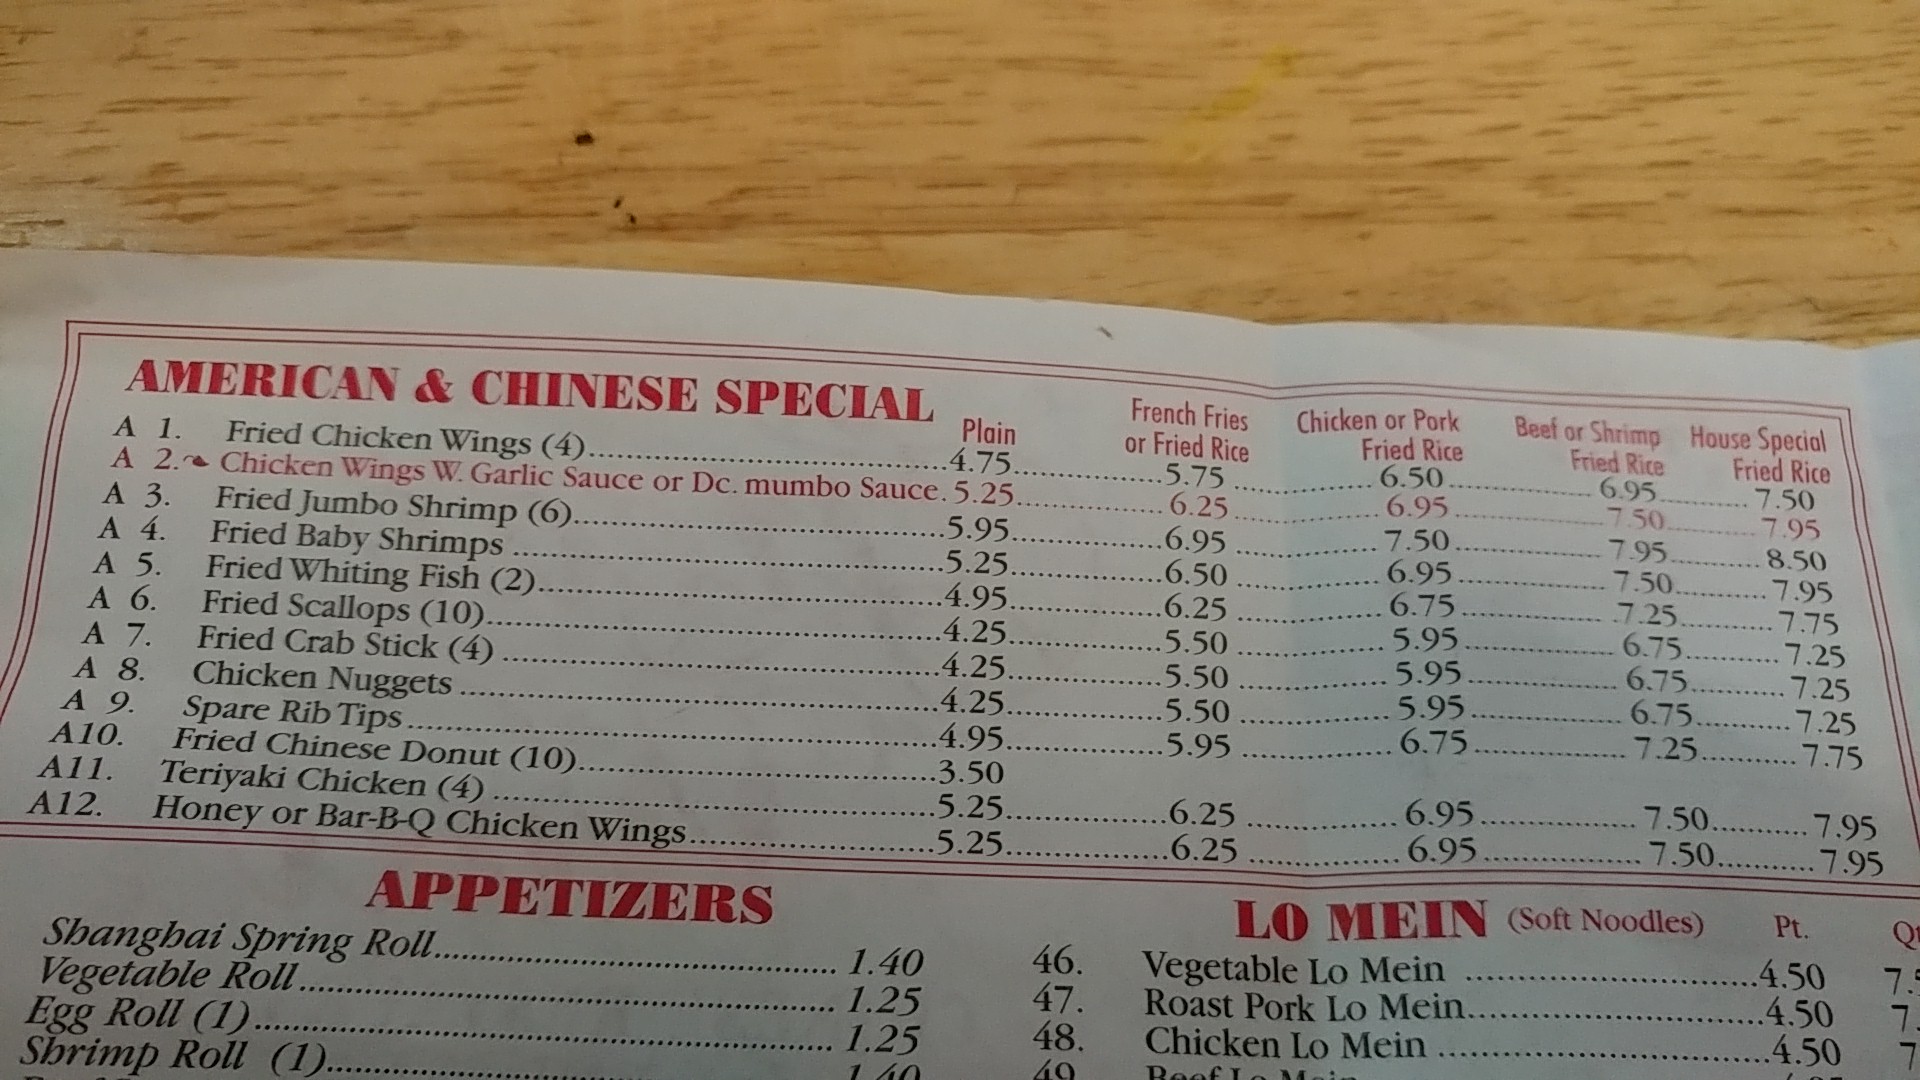 AMERICAN & CHINESE SPECIAL Plain French Fries or Fried Rice Chicken or Pork Fried Rice Beef or Shrimp Fried Rice House Special Fried Rice
A 1. Fried Chicken Wings (4) 4.75 5.75 6.50 6.95 7.50
A 2. Chicken Wings W. Garlic Sauce or Dc. mumbo Sauce. 5.25 6.25 6.95 7.50 7.95
A 3. Fried Jumbo Shrimp (6) 5.95 6.95 7.50 7.95 8.50
A 4. Fried Baby Shrimps 5.25 6.50 6.95 7.50 7.95
A 5. Fried Whiting Fish (2) 4.95 6.25 6.75 7.25 7.75
A 6. Fried Scallops (10) 4.25 5.50 5.95 6.75 7.25
A 7. Fried Crab Stick (4) 4.25 5.50 5.95 6.75 7.25
A 8. Chicken Nuggets 4.25 5.50 5.95 6.75 7.25
A 9. Spare Rib Tips 4.95 5.95 6.75 7.25 7.75
A10. Fried Chinese Donut (10) 3.50
A11. Teriyaki Chicken (4) 5.25 6.25 6.95 7.50 7.95
A12. Honey or Bar-B-Q Chicken Wings 5.25 6.25 6.95 7.50 7.95
APPETIZERS
Shanghai Spring Roll 1.40
Vegetable Roll 1.25
Egg Roll (1) 1.25
Shrimp Roll (1) 1.40
LO MEIN (Soft Noodles) Pt.
46. Vegetable Lo Mein 4.50
47. Roast Pork Lo Mein 4.50
48. Chicken Lo Mein 4.50
49. Beef Lo Mein